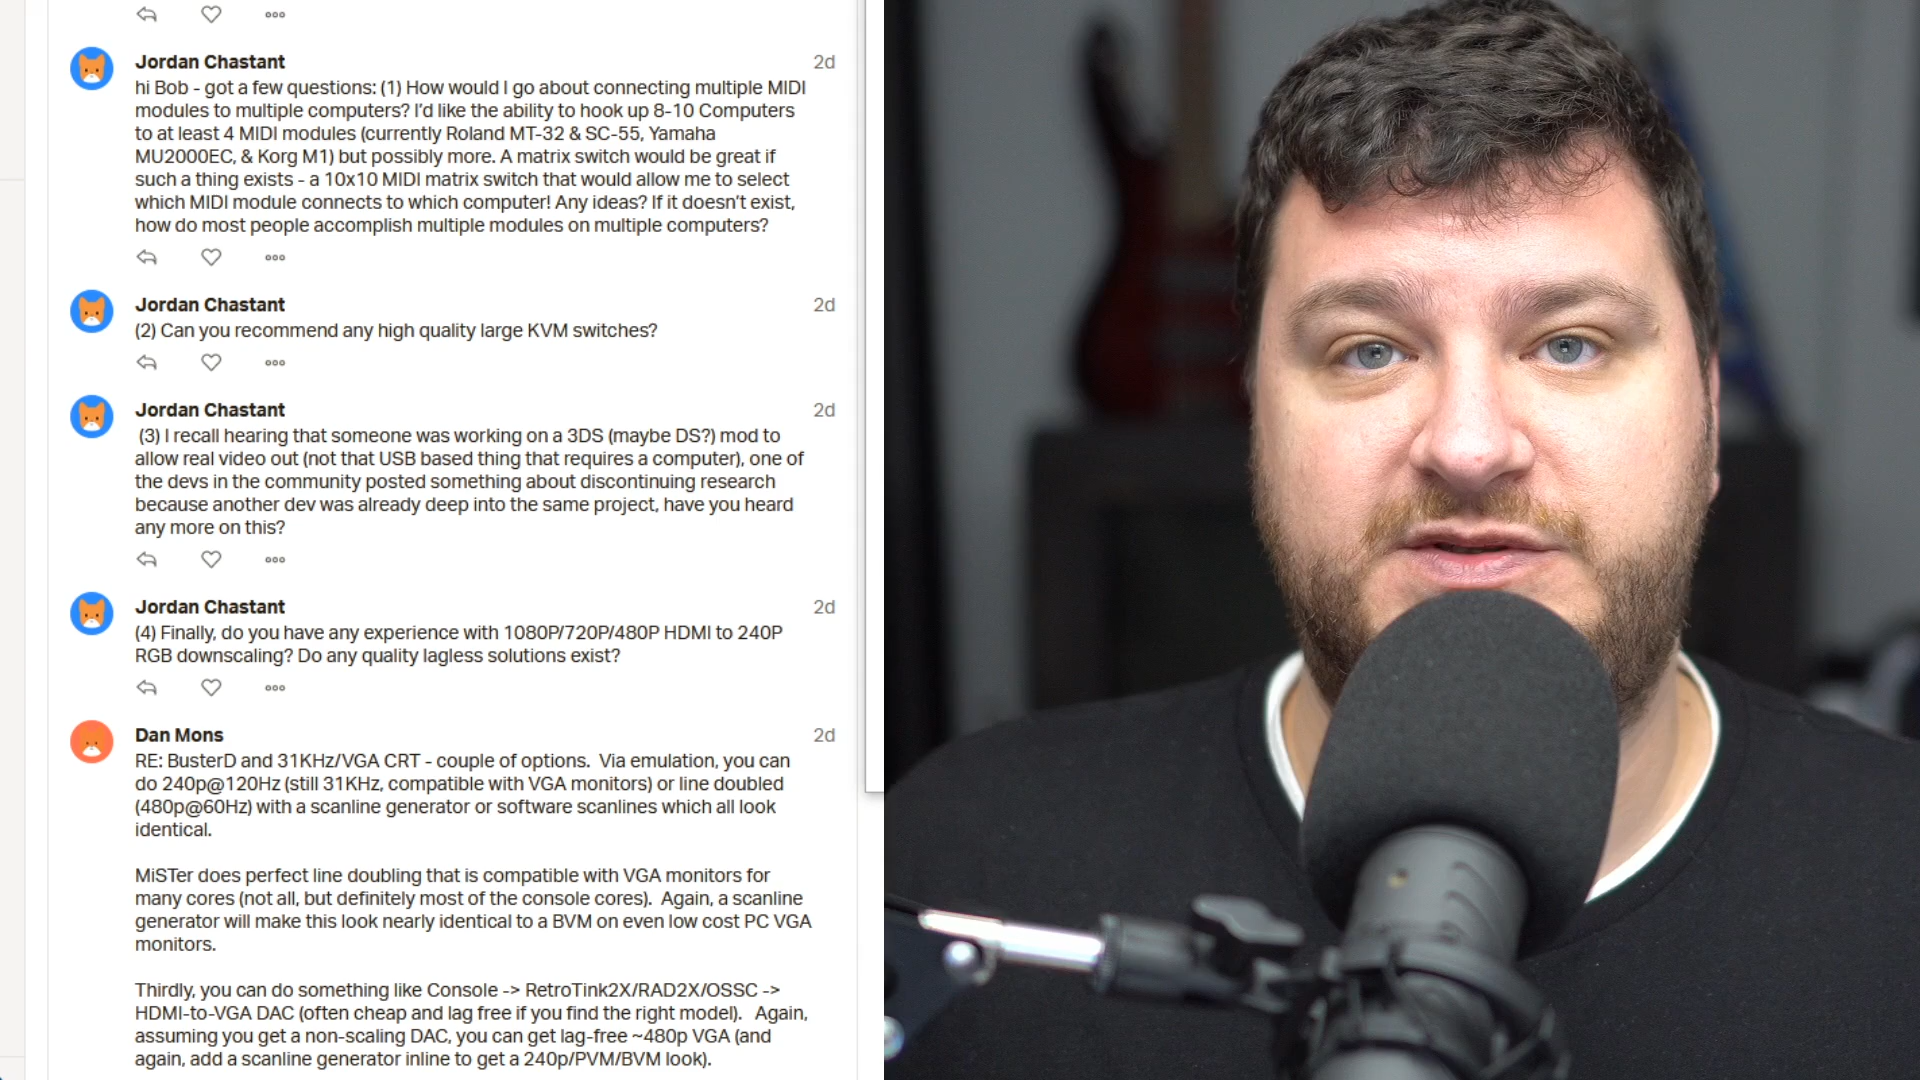 Jordan Chastant 2d
hi Bob - got a few questions: (1) How would I go about connecting multiple MIDI
modules to multiple computers? I'd like the ability to hook up 8-10 Computers
to at least 4 MIDI modules (currently Roland MT-32 & SC-55, Yamaha
MU2000EC, & Korg M1) but possibly more. A matrix switch would be great if
such a thing exists - a 10x10 MIDI matrix switch that would allow me to select
which MIDI module connects to which computer! Any ideas? If it doesn't exist,
how do most people accomplish multiple modules on multiple computers?
Jordan Chastant 2d
(2) Can you recommend any high quality large KVM switches?
Jordan Chastant 2d
(3) I recall hearing that someone was working on a 3DS (maybe DS?) mod to
allow real video out (not that USB based thing that requires a computer), one of
the devs in the community posted something about discontinuing research
because another dev was already deep into the same project, have you heard
any more on this?
Jordan Chastant 2d
(4) Finally, do you have any experience with 1080P/720P/480P HDMI to 240P
RGB downscaling? Do any quality lagless solutions exist?
Dan Mons 2d
RE: BusterD and 31KHz/VGA CRT - couple of options. Via emulation, you can
do 240p@120Hz (still 31KHz, compatible with VGA monitors) or line doubled
(480p@60Hz) with a scanline generator or software scanlines which all look
identical.
MiSTer does perfect line doubling that is compatible with VGA monitors for
many cores (not all, but definitely most of the console cores). Again, a scanline
generator will make this look nearly identical to a BVM on even low cost PC VGA
monitors.
Thirdly, you can do something like Console -> RetroTink2X/RAD2X/OSSC ->
HDMI-to-VGA DAC (often cheap and lag free if you find the right model). Again,
assuming you get a non-scaling DAC, you can get lag-free ~480p VGA (and
again, add a scanline generator inline to get a 240p/PVM/BVM look).